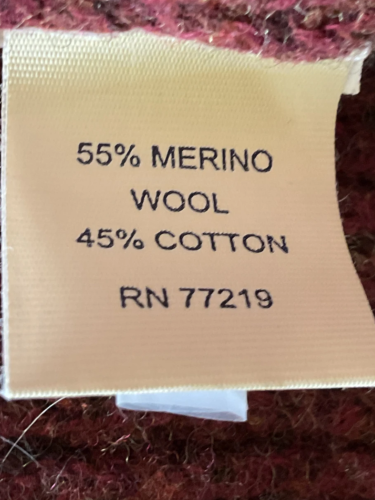 55% MERINO
WOOL
45% COTTON
RN 77219